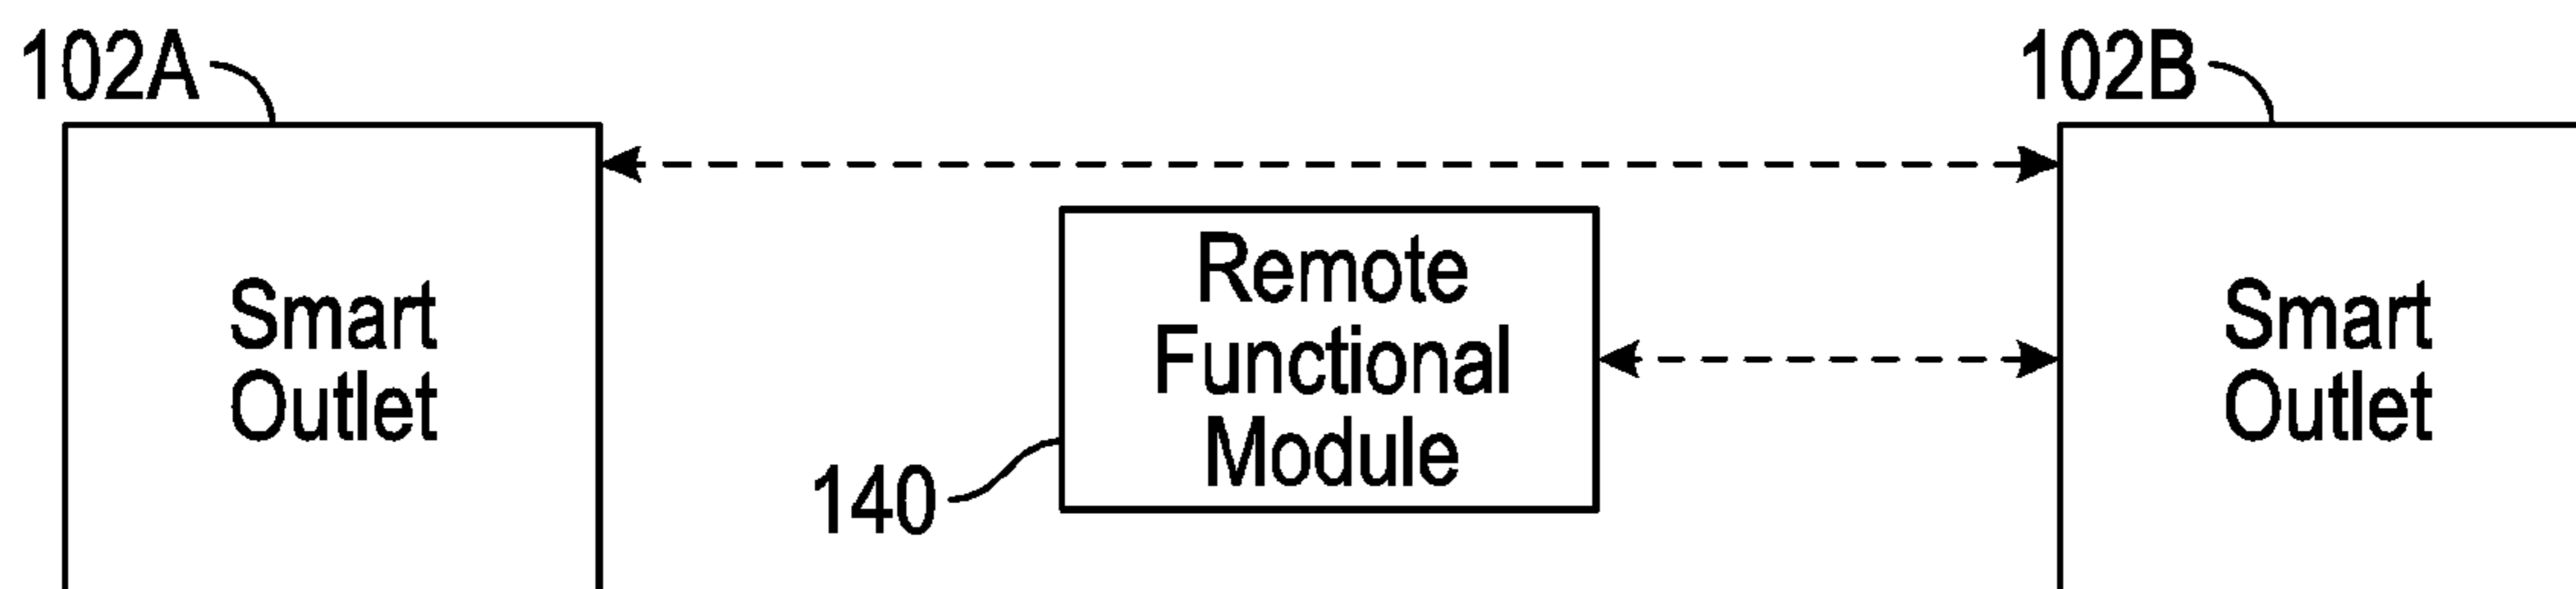 102A
102B
Smart
Outlet
Remote
Functional
Module
140
Smart
Outlet